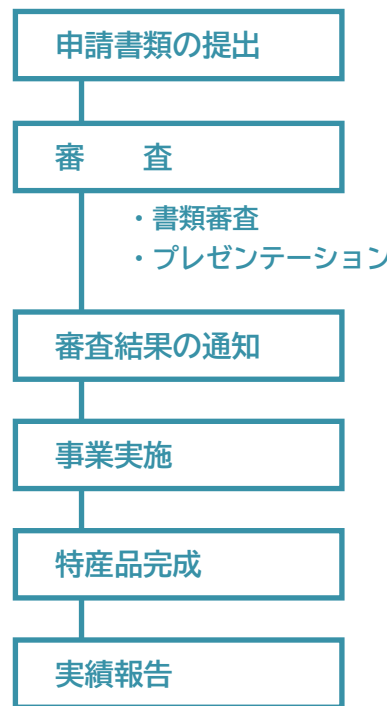 申請書類の提出
審　　査
・書類審査
・プレゼンテーション
審査結果の通知
事業実施
特産品完成
実績報告